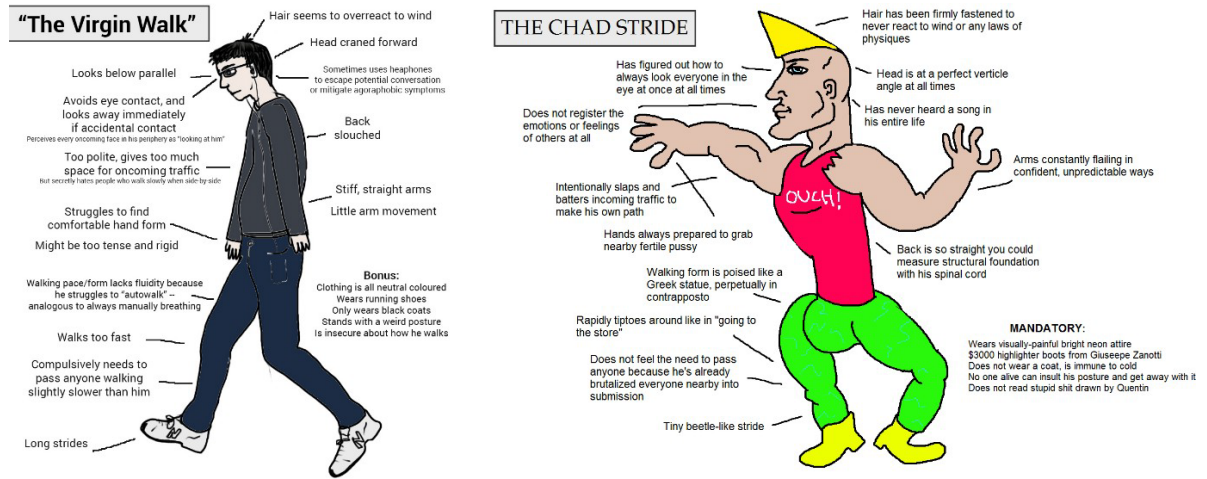 “The Virgin Walk”
Hair seems to overreact to wind
Head craned forward
Looks below parallel
Sometimes uses heaphones
to escape potential conversation
or mitigate agoraphobic symptoms
Avoids eye contact, and
looks away immediately
if accidental contact
Perceives every oncoming face in his periphery as "looking at him"
Back
slouched
Too polite, gives too much
space for oncoming traffic
But secretly hates people who walk slowly when side-by-side
Stiff, straight arms
Little arm movement
Struggles to find
comfortable hand form
Might be too tense and rigid
Walking pace/form lacks fluidity because
he struggles to "autowalk" --
analogous to always manually breathing
Bonus:
Clothing is all neutral coloured
Wears running shoes
Only wears black coats
Stands with a weird posture
Is insecure about how he walks
Walks too fast
Compulsively needs to
pass anyone walking
slightly slower than him
Long strides
THE CHAD STRIDE
Hair has been firmly fastened to
never react to wind or any laws of
physiques
Has figured out how to
always look everyone in the
eye at once at all times
Head is at a perfect verticle
angle at all times
Does not register the
emotions or feelings
of others at all
Has never heard a song in
his entire life
Arms constantly flailing in
confident, unpredictable ways
Intentionally slaps and
batters incoming traffic to
make his own path
OUCH!
Hands always prepared to grab
nearby fertile pussy
Back is so straight you could
measure structural foundation
with his spinal cord
Walking form is poised like a
Greek statue, perpetually in
contrapposto
Rapidly tiptoes around like in "going to
the store"
Does not feel the need to pass
anyone because he's already
brutalized everyone nearby into
submission
Tiny beetle-like stride
MANDATORY:
Wears visually-painful bright neon attire
$3000 highlighter boots from Giuseepe Zanotti
Does not wear a coat, is immune to cold
No one alive can insult his posture and get away with it
Does not read stupid shit drawn by Quentin